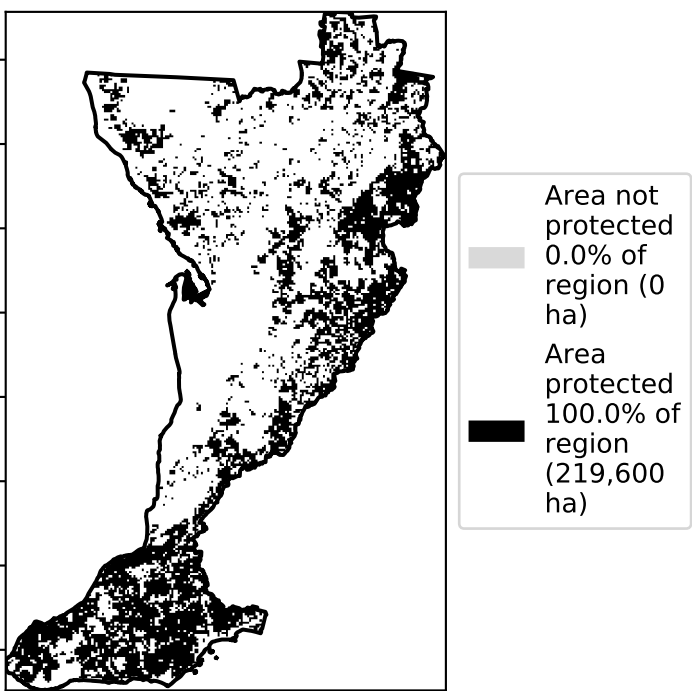 Area not
protected
0.0% of
region (0
ha)
Area
protected
100.0% of
region
(219,600
ha)